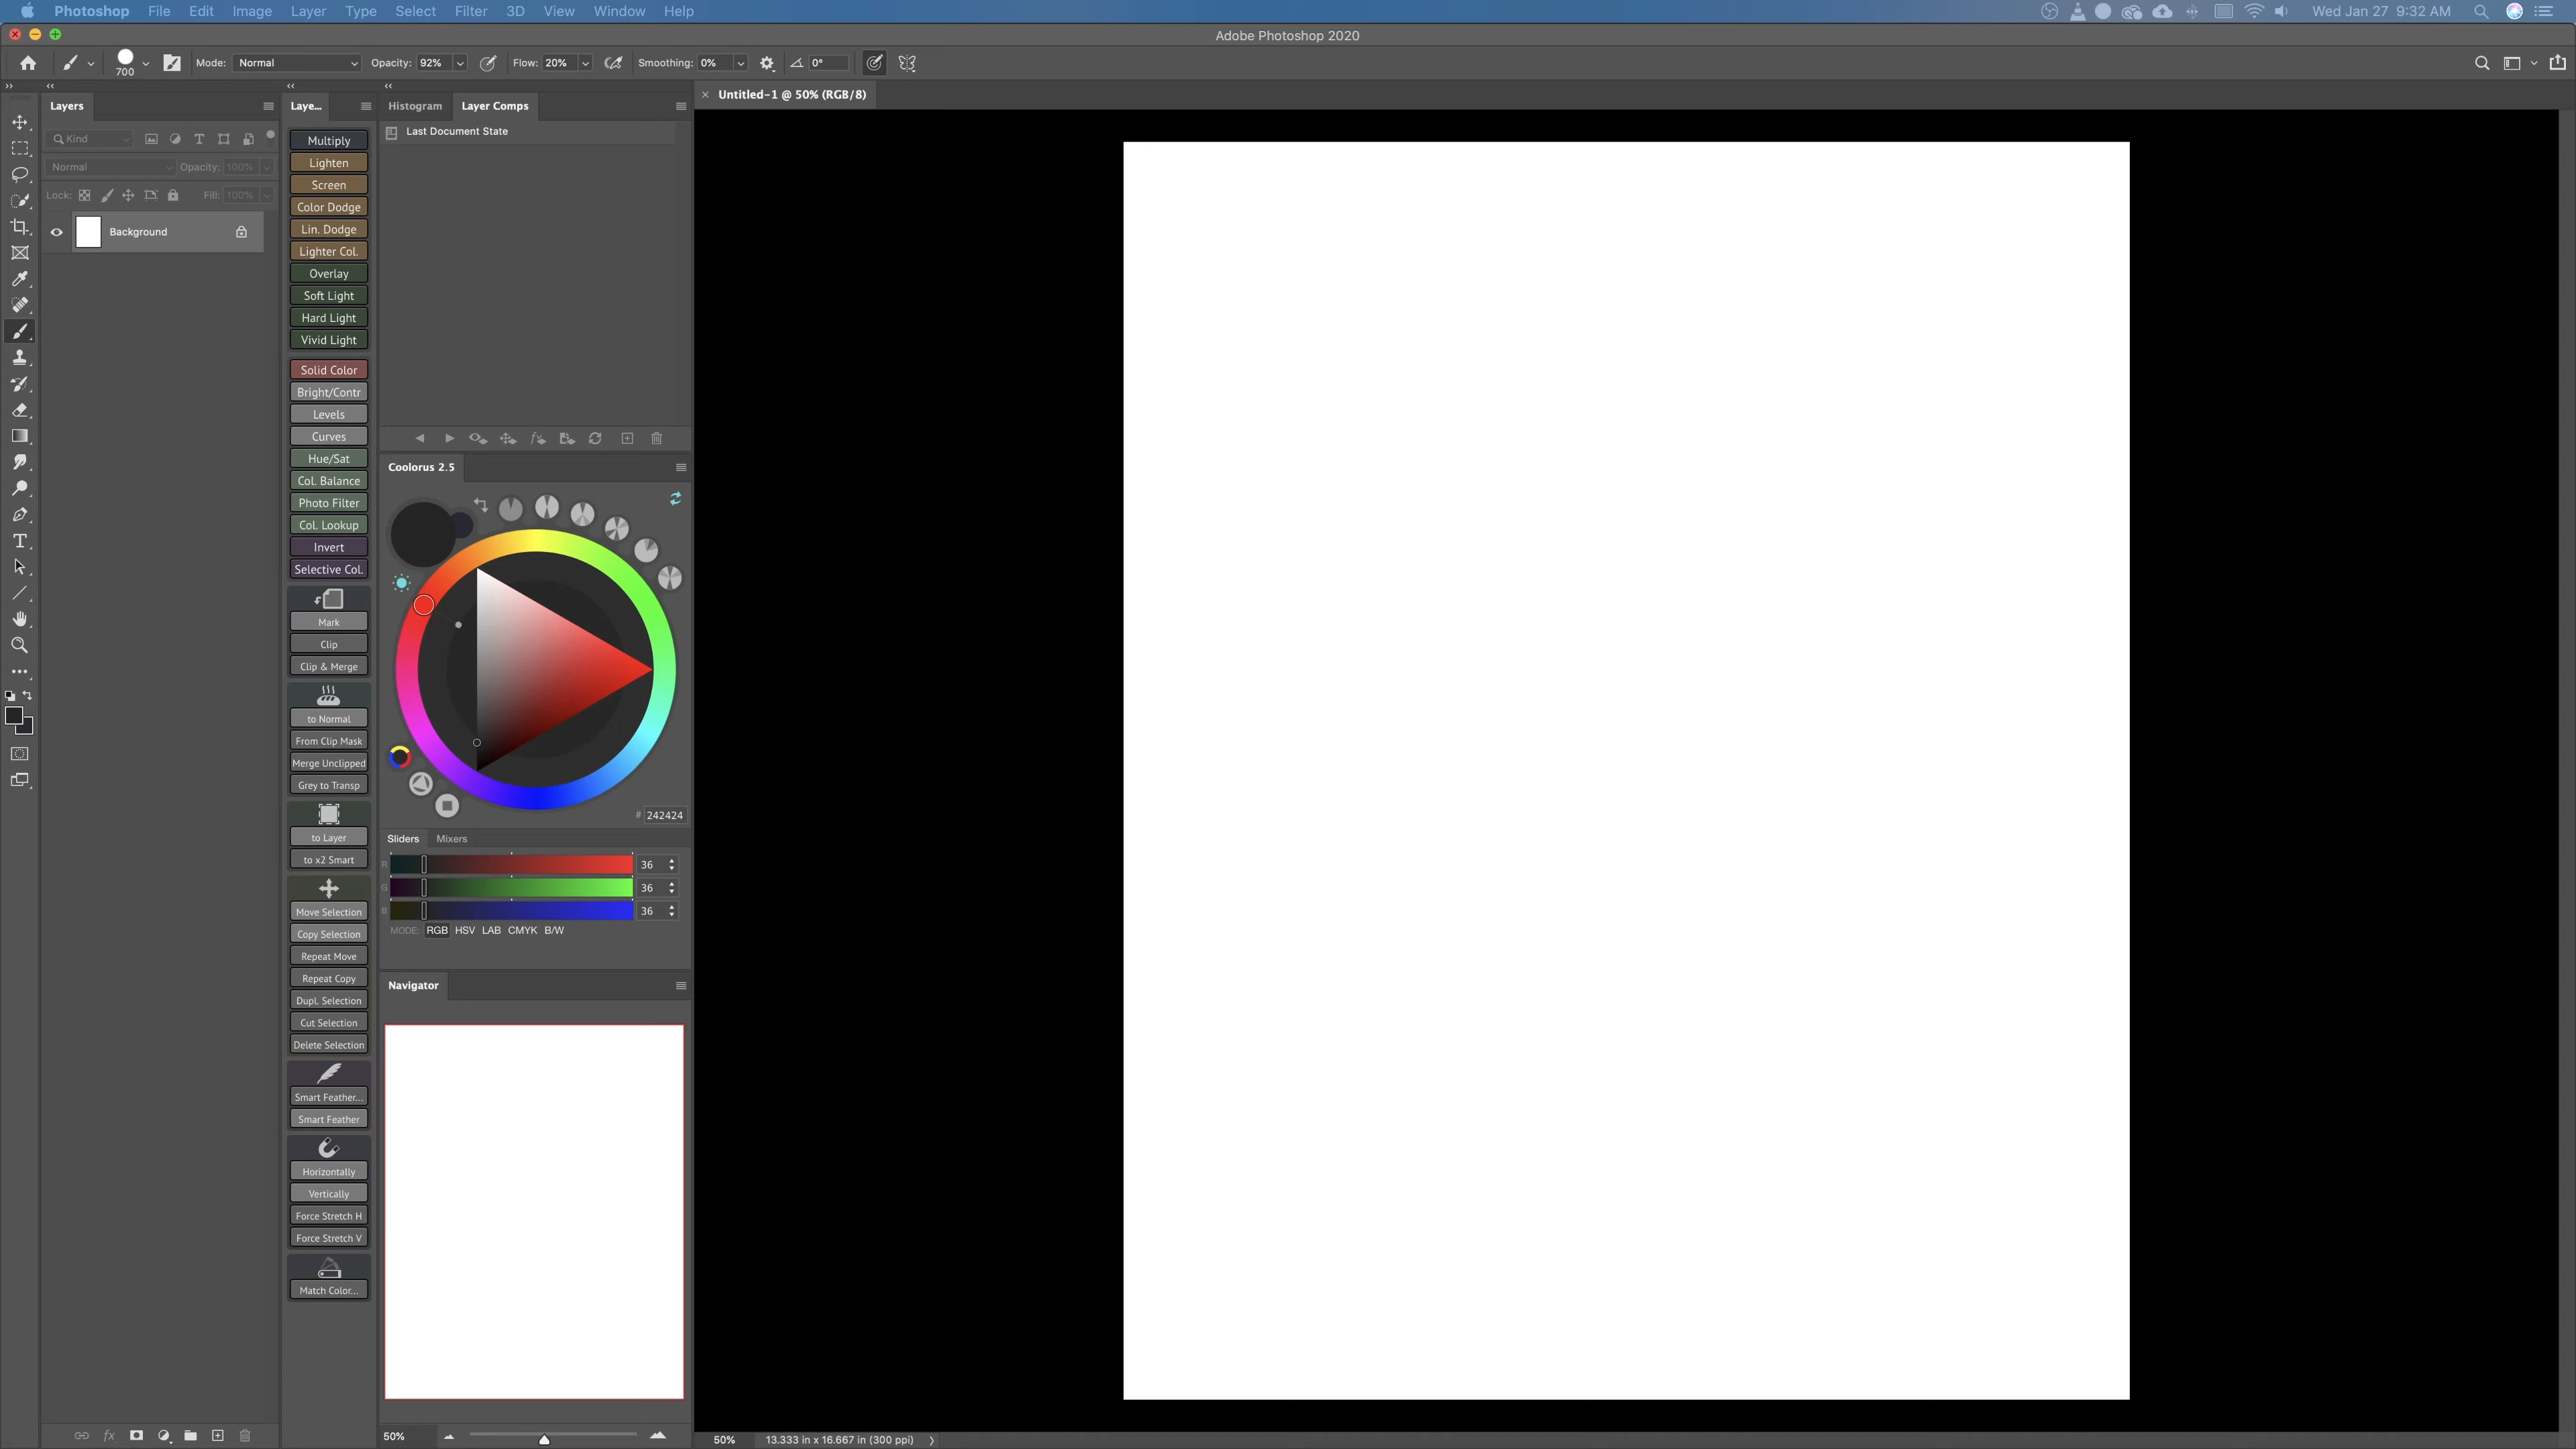 Photoshop File Edit Image Layer Type Select Filter 3D View Window Help Wed Jan 27 9:32 AM
Adobe Photoshop 2020
700 Mode: Normal Opacity: 92% Flow: 20% Smoothing: 0% 0°
Layers
Kind
Normal Opacity: 100%
Lock: Fill: 100%
Background
Laye...
Multiply
Lighten
Screen
Color Dodge
Lin. Dodge
Lighter Col.
Overlay
Soft Light
Hard Light
Vivid Light
Solid Color
Bright/Contr
Levels
Curves
Hue/Sat
Col. Balance
Photo Filter
Col. Lookup
Invert
Selective Col.
Mark
Clip
Clip & Merge
to Normal
From Clip Mask
Merge Unclipped
Grey to Transp
to Layer
to x2 Smart
Move Selection
Copy Selection
Repeat Move
Repeat Copy
Dupl. Selection
Cut Selection
Delete Selection
Smart Feather...
Smart Feather
Horizontally
Vertically
Force Stretch H
Force Stretch V
Match Color...
Histogram Layer Comps
Last Document State
Coolorus 2.5
# 242424
Sliders Mixers
R 36
G 36
B 36
MODE: RGB HSV LAB CMYK B/W
Navigator
50%
× Untitled-1 @ 50% (RGB/8)
50% 13.333 in x 16.667 in (300 ppi)